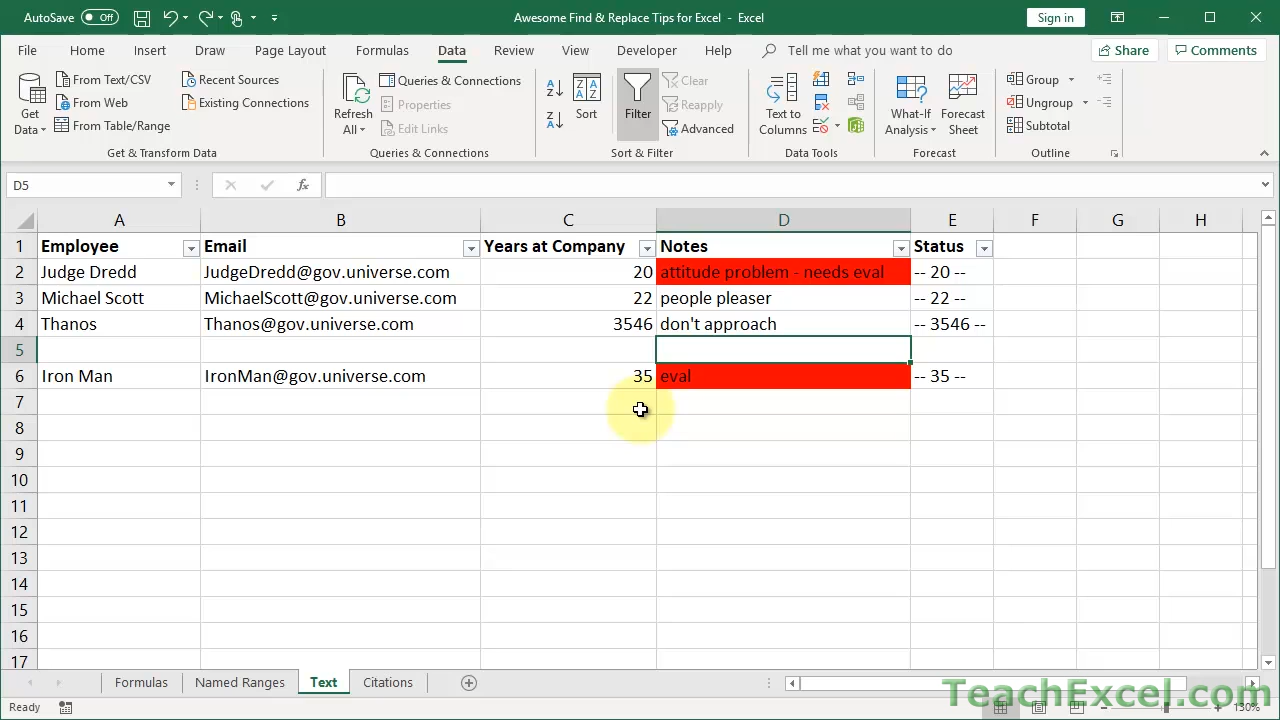 AutoSave Off Awesome Find & Replace Tips for Excel - Excel Sign in
File Home Insert Draw Page Layout Formulas Data Review View Developer Help Tell me what you want to do Share Comments
From Text/CSV Recent Sources Queries & Connections Clear Group
From Web Existing Connections Properties Reapply Ungroup
From Table/Range Edit Links Advanced Subtotal
Get Data Refresh All Sort Filter Text to Columns What-If Analysis Forecast Sheet
Get & Transform Data Queries & Connections Sort & Filter Data Tools Forecast Outline
D5 fx
A B C D E F G H
1 Employee Email Years at Company Notes Status
2 Judge Dredd JudgeDredd@gov.universe.com 20 attitude problem - needs eval -- 20 --
3 Michael Scott MichaelScott@gov.universe.com 22 people pleaser -- 22 --
4 Thanos Thanos@gov.universe.com 3546 don't approach -- 3546 --
5
6 Iron Man IronMan@gov.universe.com 35 eval -- 35 --
7
8
9
10
11
12
13
14
15
16
17
Formulas Named Ranges Text Citations
TeachExcel.com
Ready 130%